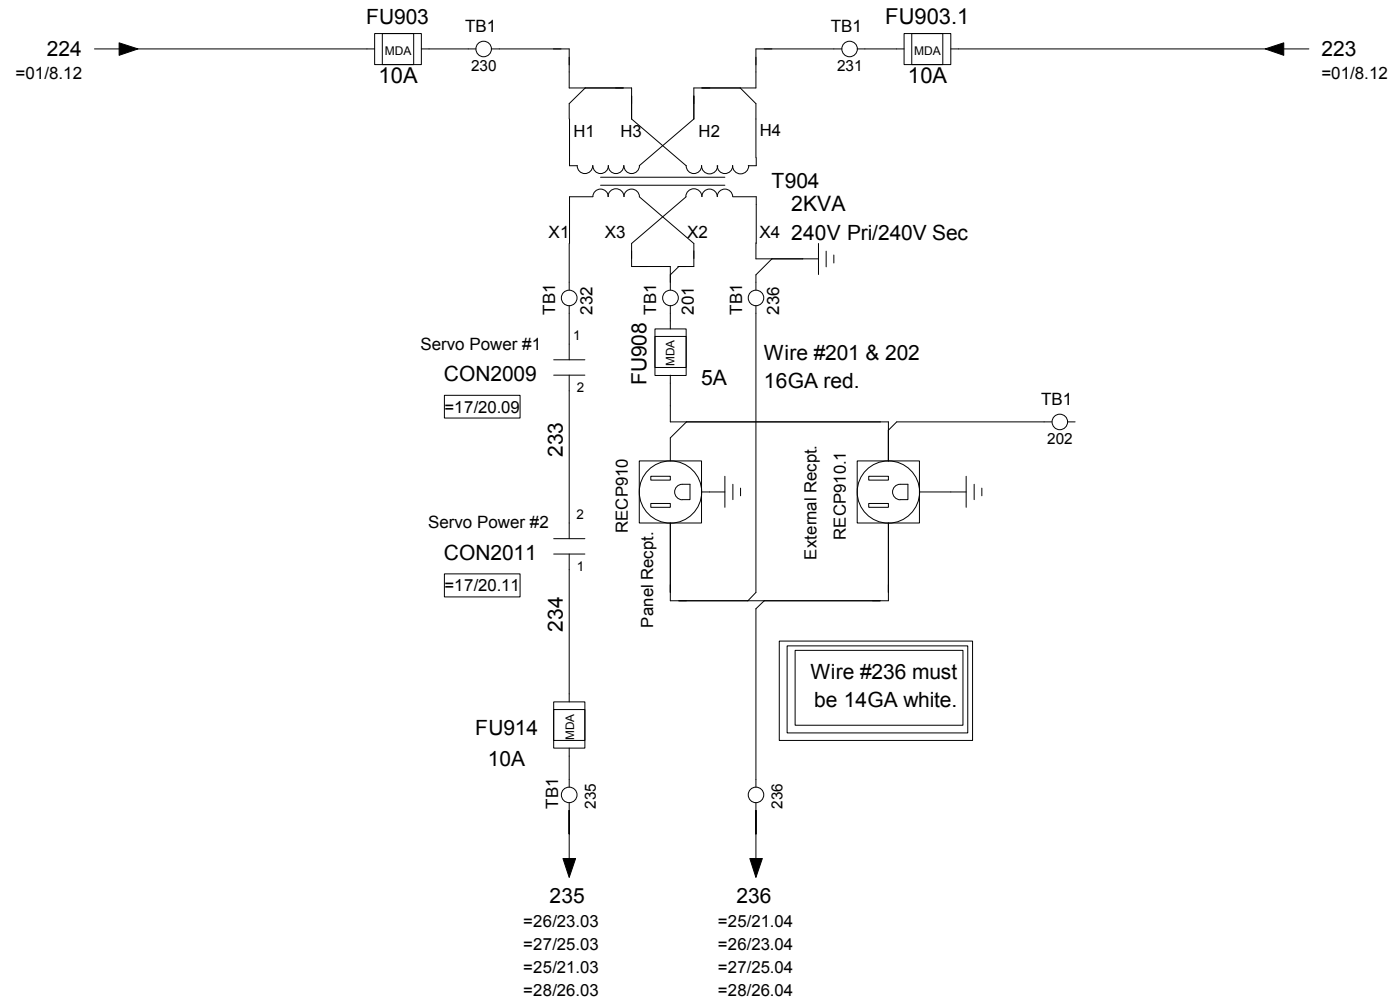 FU903
TB1
TB1
FU903.1
224
MDA
MDA
223
=01/8.12
10A
230
231
10A
=01/8.12
H1
H3
H2
H4
T904
2KVA
X1
X3
X2
X4
240V Pri/240V Sec
TB1
232
TB1
201
TB1
236
Servo Power #1
1
CON2009
2
=17/20.09
FU908
MDA
5A
Wire #201 & 202
16GA red.
TB1
202
233
RECP910
Panel Recpt.
External Recpt.
RECP910.1
Servo Power #2
2
CON2011
1
=17/20.11
234
Wire #236 must
be 14GA white.
FU914
MDA
10A
TB1
235
236
235
=26/23.03
=27/25.03
=25/21.03
=28/26.03
236
=25/21.04
=26/23.04
=27/25.04
=28/26.04